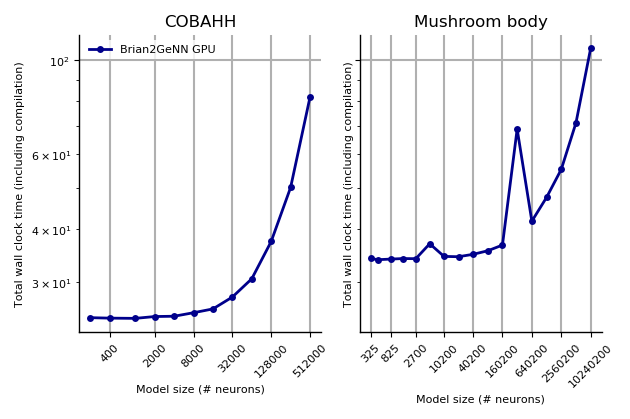 COBAHH
Brian2GeNN GPU
Total wall clock time (including compilation)
10²
6 × 10¹
4 × 10¹
3 × 10¹
400
2000
8000
32000
128000
512000
Model size (# neurons)
Mushroom body
Total wall clock time (including compilation)
325
825
2700
10200
40200
160200
640200
2560200
10240200
Model size (# neurons)